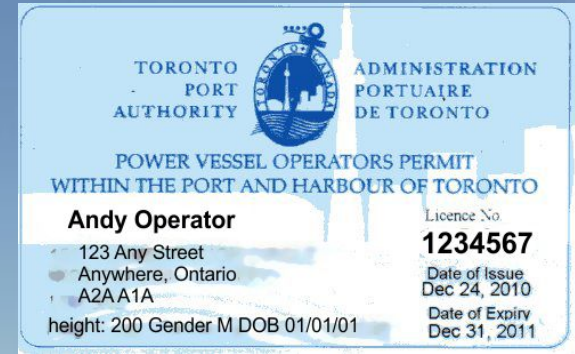 TORONTO
PORT
AUTHORITY
TORONTO · CANADA
ADMINISTRATION
PORTUAIRE
DE TORONTO
POWER VESSEL OPERATORS PERMIT
WITHIN THE PORT AND HARBOUR OF TORONTO
Andy Operator
123 Any Street
Anywhere, Ontario
A2A A1A
height: 200 Gender M DOB 01/01/01
Licence No.
1234567
Date of Issue
Dec 24, 2010
Date of Expiry
Dec 31, 2011